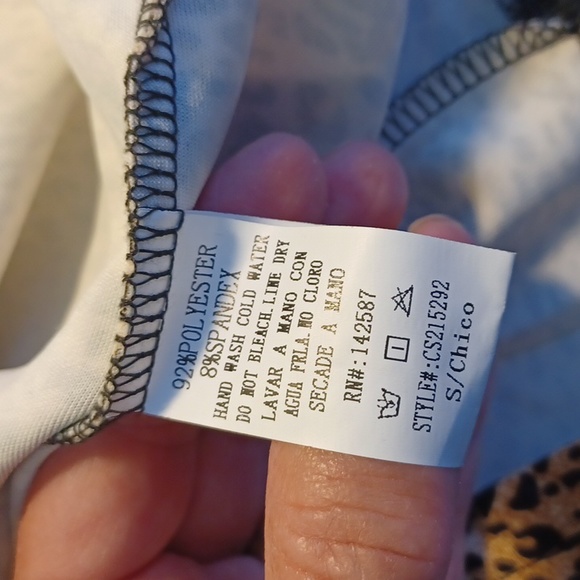 92%POLYESTER
8%SPANDEX
HAND WASH COLD WATER
DO NOT BLEACH.LINE DRY
LAVAR A MANO CON
AGUA FRLA.NO CLORO
SECADE A MANO
RN#:142587
STYLE#:CS215292
S/Chico